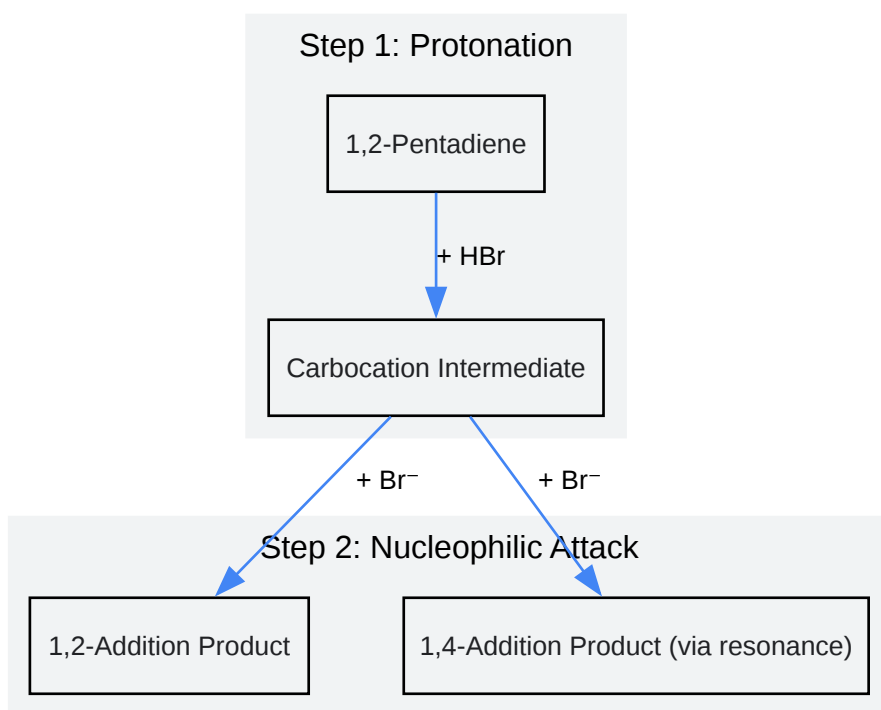 Step 1: Protonation
1,2-Pentadiene
+ HBr
Carbocation Intermediate
+ Br⁻
+ Br⁻
Step 2: Nucleophilic Attack
1,2-Addition Product
1,4-Addition Product (via resonance)